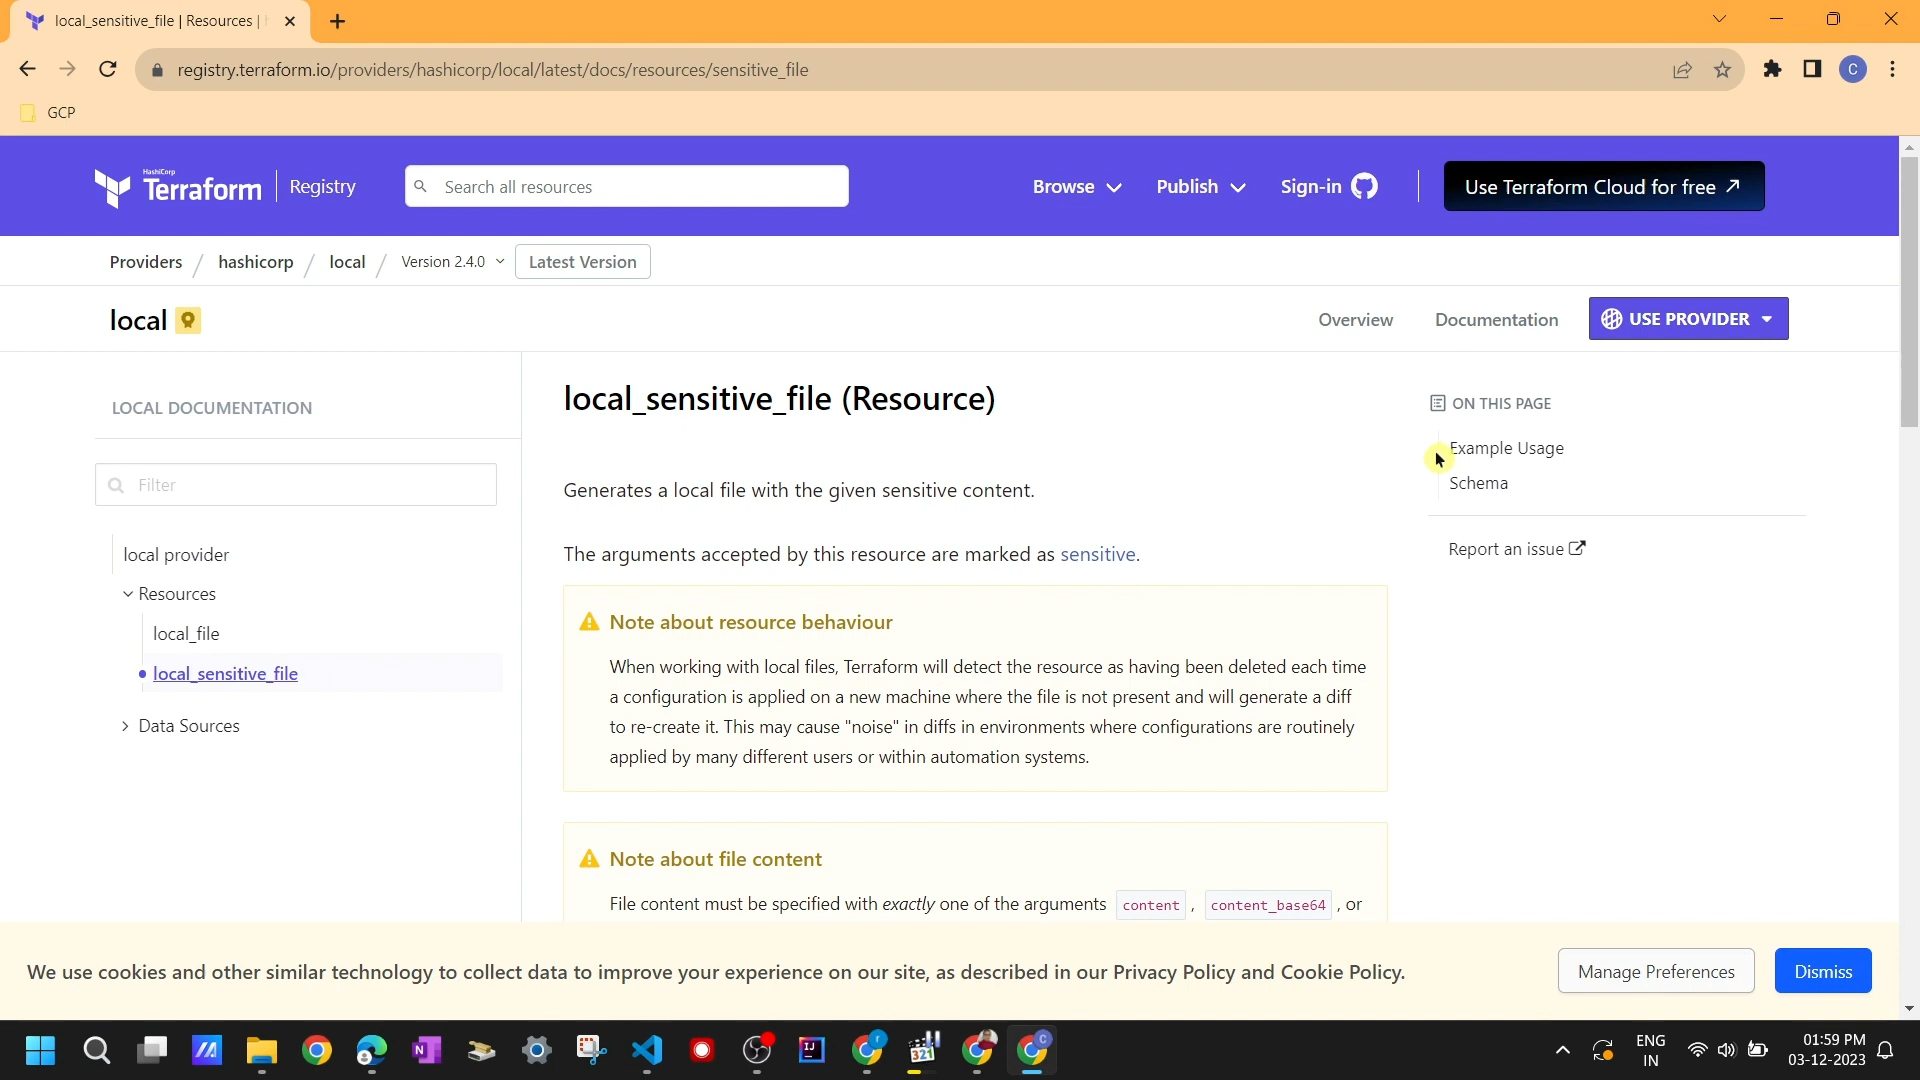 local_sensitive_file | Resources |
registry.terraform.io/providers/hashicorp/local/latest/docs/resources/sensitive_file
C
GCP
HashiCorp
Terraform
Registry
Search all resources
Browse
Publish
Sign-in
Use Terraform Cloud for free
Providers / hashicorp / local / Version 2.4.0
Latest Version
local
Overview
Documentation
USE PROVIDER
LOCAL DOCUMENTATION
Filter
local provider
Resources
local_file
local_sensitive_file
Data Sources
local_sensitive_file (Resource)
Generates a local file with the given sensitive content.
The arguments accepted by this resource are marked as sensitive.
Note about resource behaviour
When working with local files, Terraform will detect the resource as having been deleted each time
a configuration is applied on a new machine where the file is not present and will generate a diff
to re-create it. This may cause "noise" in diffs in environments where configurations are routinely
applied by many different users or within automation systems.
Note about file content
File content must be specified with exactly one of the arguments content , content_base64 , or
ON THIS PAGE
Example Usage
Schema
Report an issue
We use cookies and other similar technology to collect data to improve your experience on our site, as described in our Privacy Policy and Cookie Policy.
Manage Preferences
Dismiss
N
IJ
r
321
C
ENG
IN
01:59 PM
03-12-2023